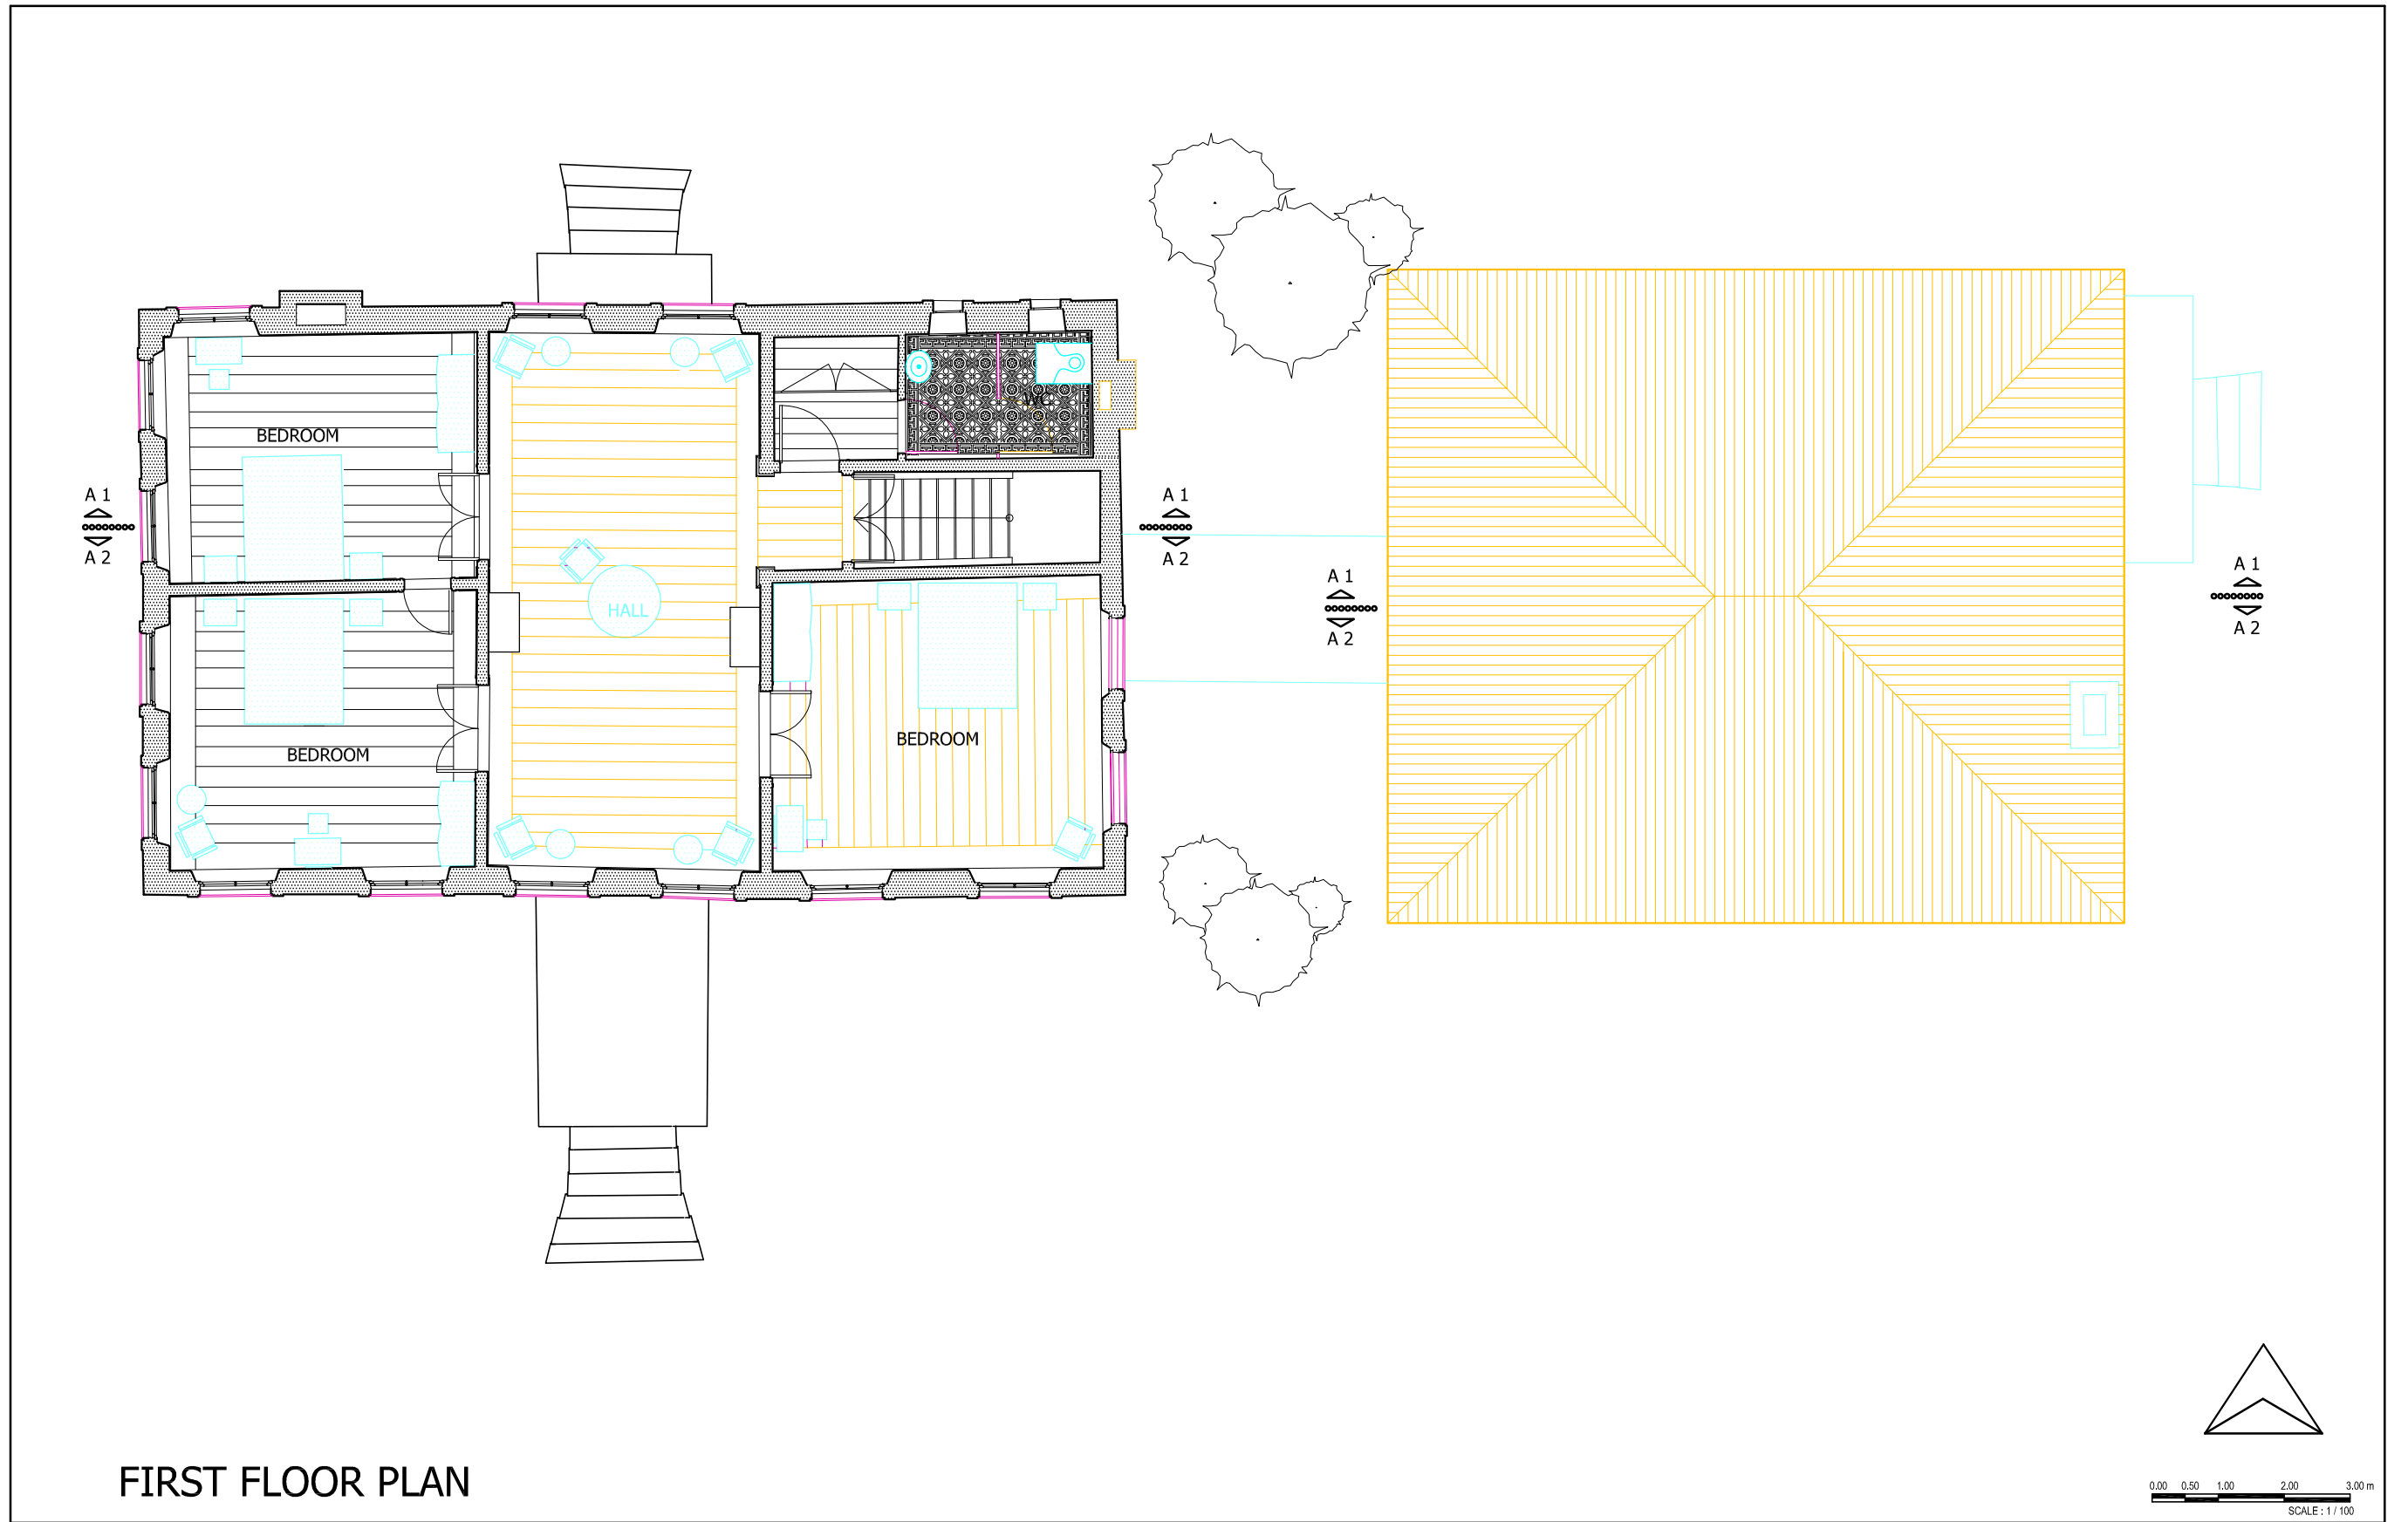 BEDROOM
WC
A 1
A 2
A 1
A 2
A 1
A 2
A 1
A 2
HALL
BEDROOM
BEDROOM
FIRST FLOOR PLAN
0.00 0.50 1.00 2.00 3.00 m
SCALE : 1 / 100